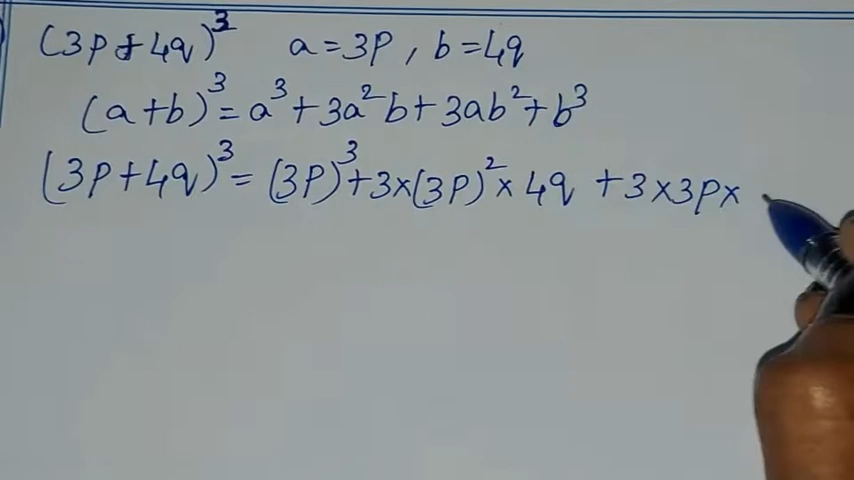 (3p+4q)³ a=3p, b=4q
(a+b)³=a³+3a²b+3ab²+b³
(3p+4q)³=(3p)³+3×(3p)²×4q +3×3p×